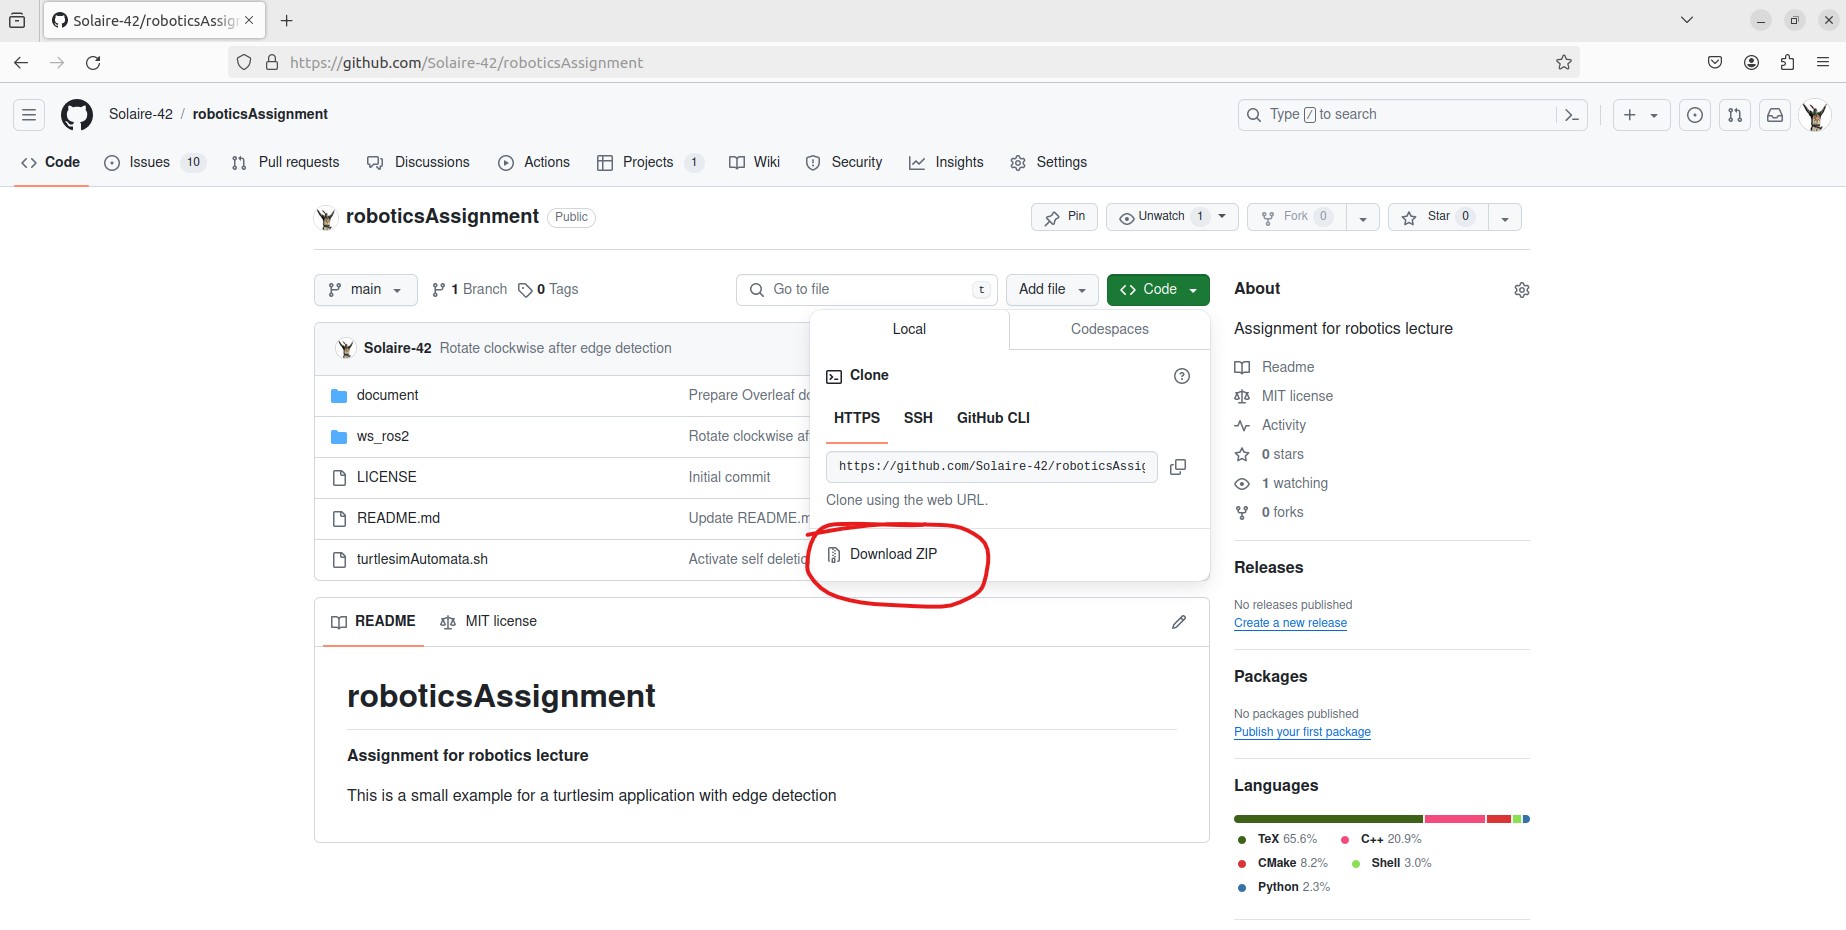 Solaire-42/roboticsAssig
https://github.com/Solaire-42/roboticsAssignment
Solaire-42 / roboticsAssignment
Type / to search
Code
Issues 10
Pull requests
Discussions
Actions
Projects 1
Wiki
Security
Insights
Settings
roboticsAssignment Public
Pin
Unwatch 1
Fork 0
Star 0
main
1 Branch
0 Tags
Go to file t
Add file
Code
Local
Codespaces
Solaire-42 Rotate clockwise after edge detection
document Prepare Overleaf do
ws_ros2 Rotate clockwise af
LICENSE Initial commit
README.md Update README.m
turtlesimAutomata.sh Activate self deletio
Clone
HTTPS SSH GitHub CLI
https://github.com/Solaire-42/roboticsAssig
Clone using the web URL.
Download ZIP
README
MIT license
roboticsAssignment
Assignment for robotics lecture
This is a small example for a turtlesim application with edge detection
About
Assignment for robotics lecture
Readme
MIT license
Activity
0 stars
1 watching
0 forks
Releases
No releases published
Create a new release
Packages
No packages published
Publish your first package
Languages
TeX 65.6% C++ 20.9%
CMake 8.2% Shell 3.0%
Python 2.3%